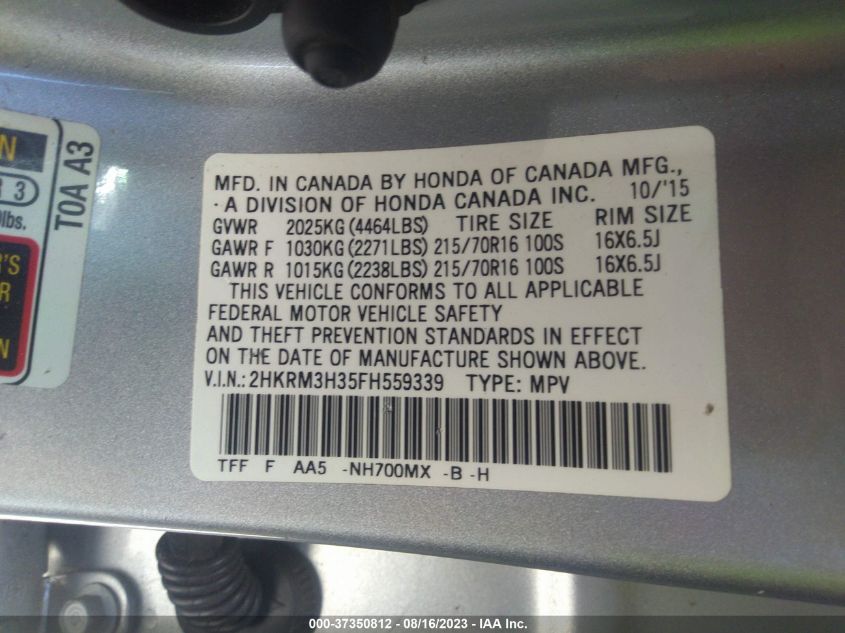 MFD. IN CANADA BY HONDA OF CANADA MFG.,
· A DIVISION OF HONDA CANADA INC. 10/'15
GVWR 2025KG (4464LBS) TIRE SIZE RIM SIZE
GAWR F 1030KG (2271LBS) 215/70R16 100S 16X6.5J
GAWR R 1015KG (2238LBS) 215/70R16 100S 16X6.5J
THIS VEHICLE CONFORMS TO ALL APPLICABLE
FEDERAL MOTOR VEHICLE SAFETY
AND THEFT PREVENTION STANDARDS IN EFFECT
ON THE DATE OF MANUFACTURE SHOWN ABOVE.
V.I.N.: 2HKRM3H35FH559339 TYPE: MPV
TFF F AA5 -NH700MX -B -H
TOA A3
3
lbs.
000-37350812 - 08/16/2023 - IAA Inc.